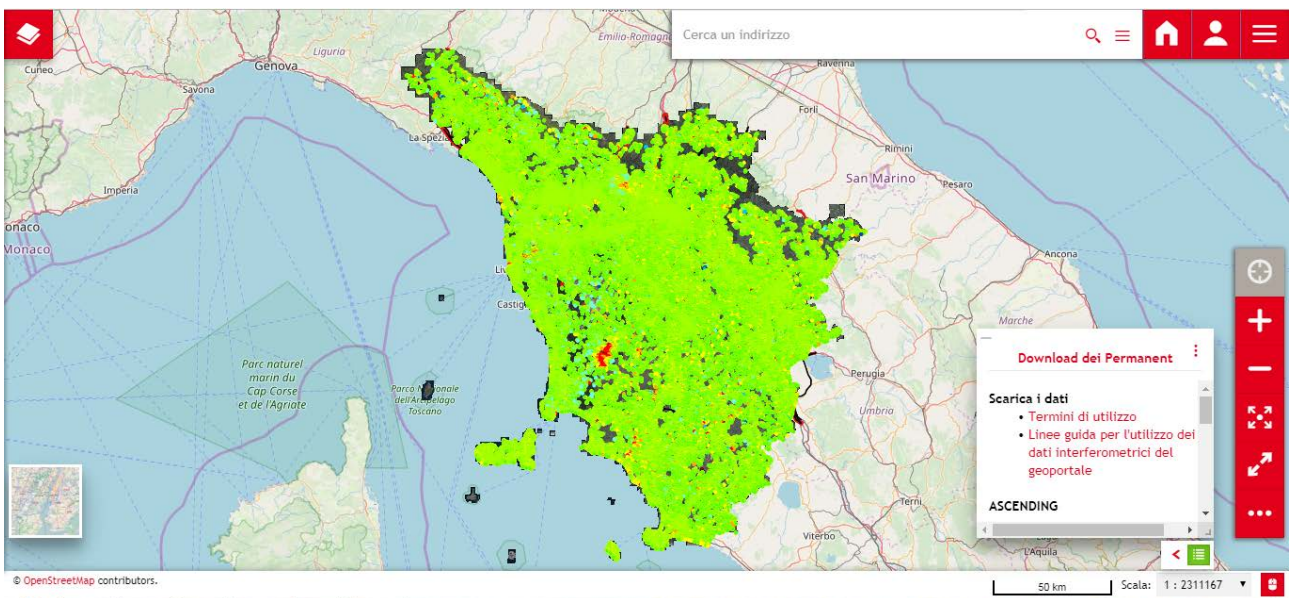 Cerca un indirizzo
Emilia-Romagna
Liguria
Cuneo
Genova
Savona
Ravenna
Forlì
La Spezia
Rimini
San Marino
Pesaro
Imperia
onaco
Monaco
Ancona
Castig
Marche
Parc naturel
marin du
Cap Corse
et de l'Agriate
Parco Nazionale
dell'Arcipelago
Toscano
Perugia
Umbria
Download dei Permanent
Scarica i dati
• Termini di utilizzo
• Linee guida per l'utilizzo dei
dati interferometrici del
geoportale
ASCENDING
Terni
Viterbo
L'Aquila
© OpenStreetMap contributors.
50 km
Scala: 1 : 2311167